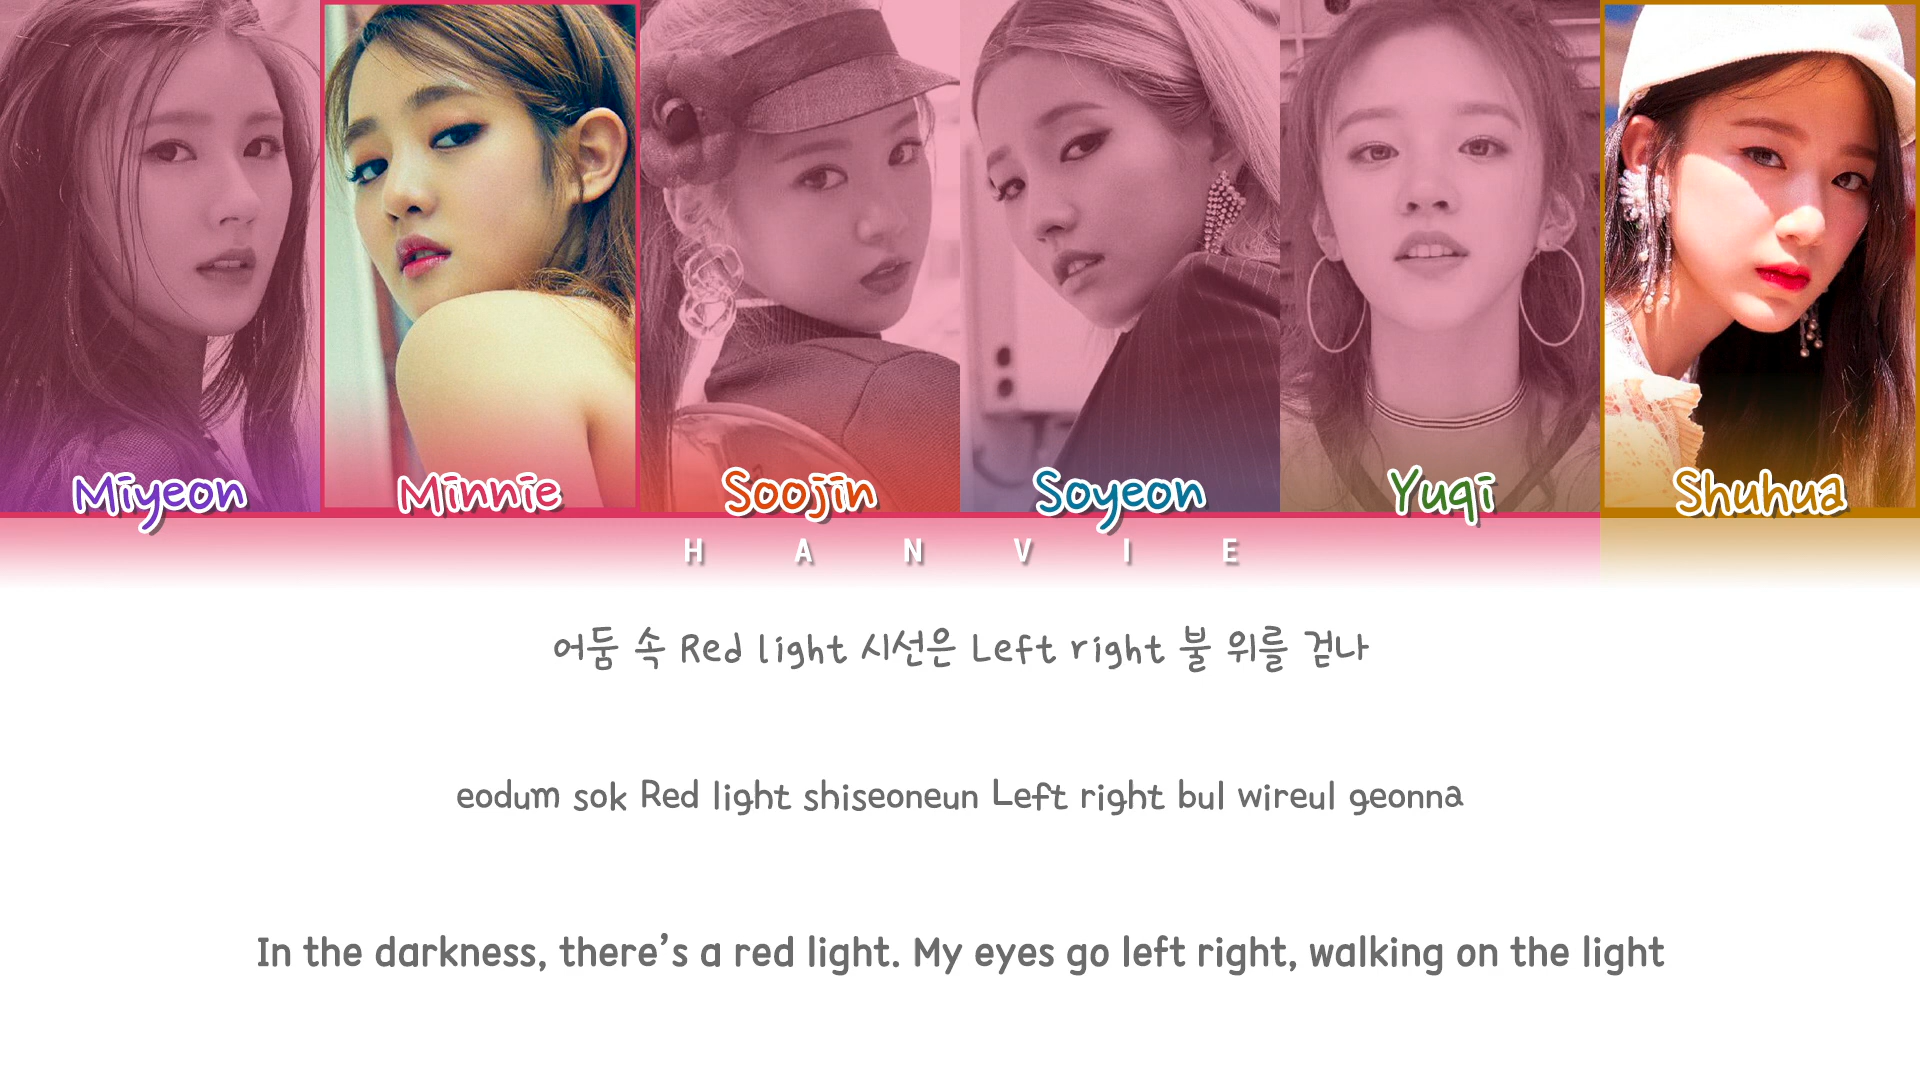 Miyeon Minnie Soojin Soyeon Yuqi Shuhua
HANVIE
어둠 속 Red light 시선은 Left right 불 위를 걷나
eodum sok Red light shiseoneun Left right bul wireul geonna
In the darkness, there's a red light. My eyes go left right, walking on the light